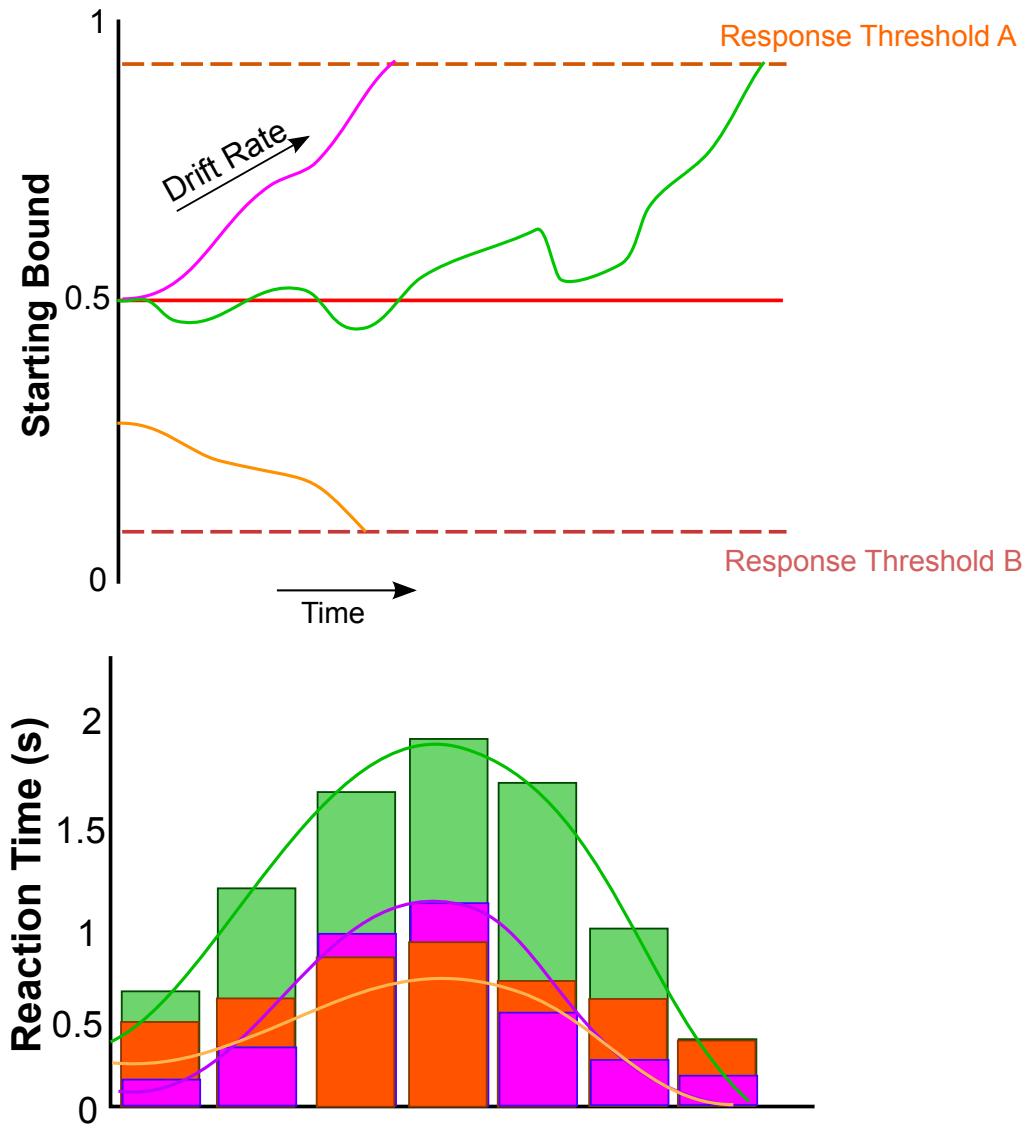 1
Response Threshold A
Drift Rate
Starting Bound
0.5
0
Response Threshold B
Time
Reaction Time (s)
2
1.5
1
0.5
0